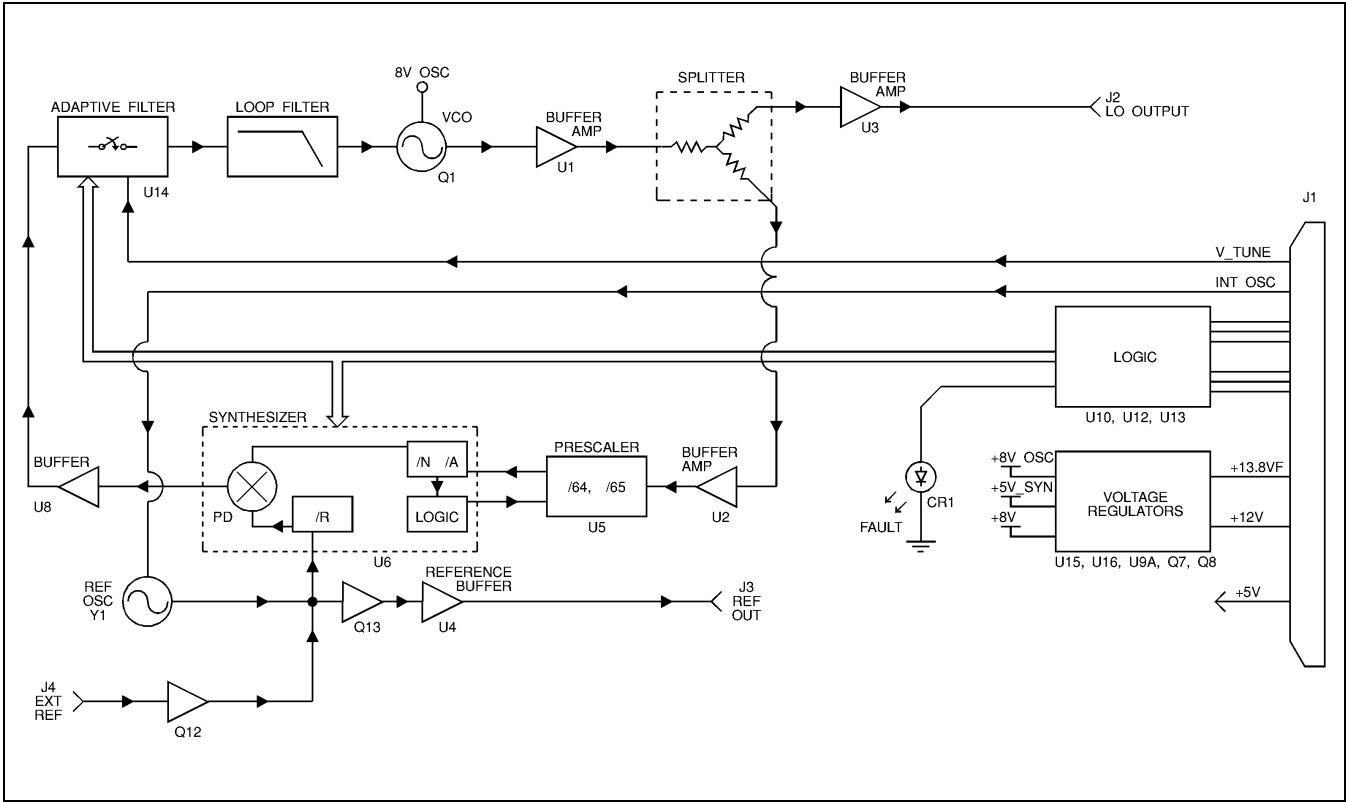 8V OSC
SPLITTER
BUFFER
AMP
ADAPTIVE FILTER
LOOP FILTER
VCO
BUFFER
AMP
J2
LO OUTPUT
U3
U14
Q1
U1
J1
V_TUNE
INT OSC
LOGIC
U10, U12, U13
SYNTHESIZER
BUFFER
U8
PD
/N /A
/R
LOGIC
U6
PRESCALER
/64, /65
U5
BUFFER
AMP
U2
CR1
FAULT
+8V_OSC
+5V_SYN
+8V
VOLTAGE
REGULATORS
U15, U16, U9A, Q7, Q8
+13.8VF
+12V
+5V
REF
OSC
Y1
Q13
REFERENCE
BUFFER
U4
J3
REF
OUT
J4
EXT
REF
Q12